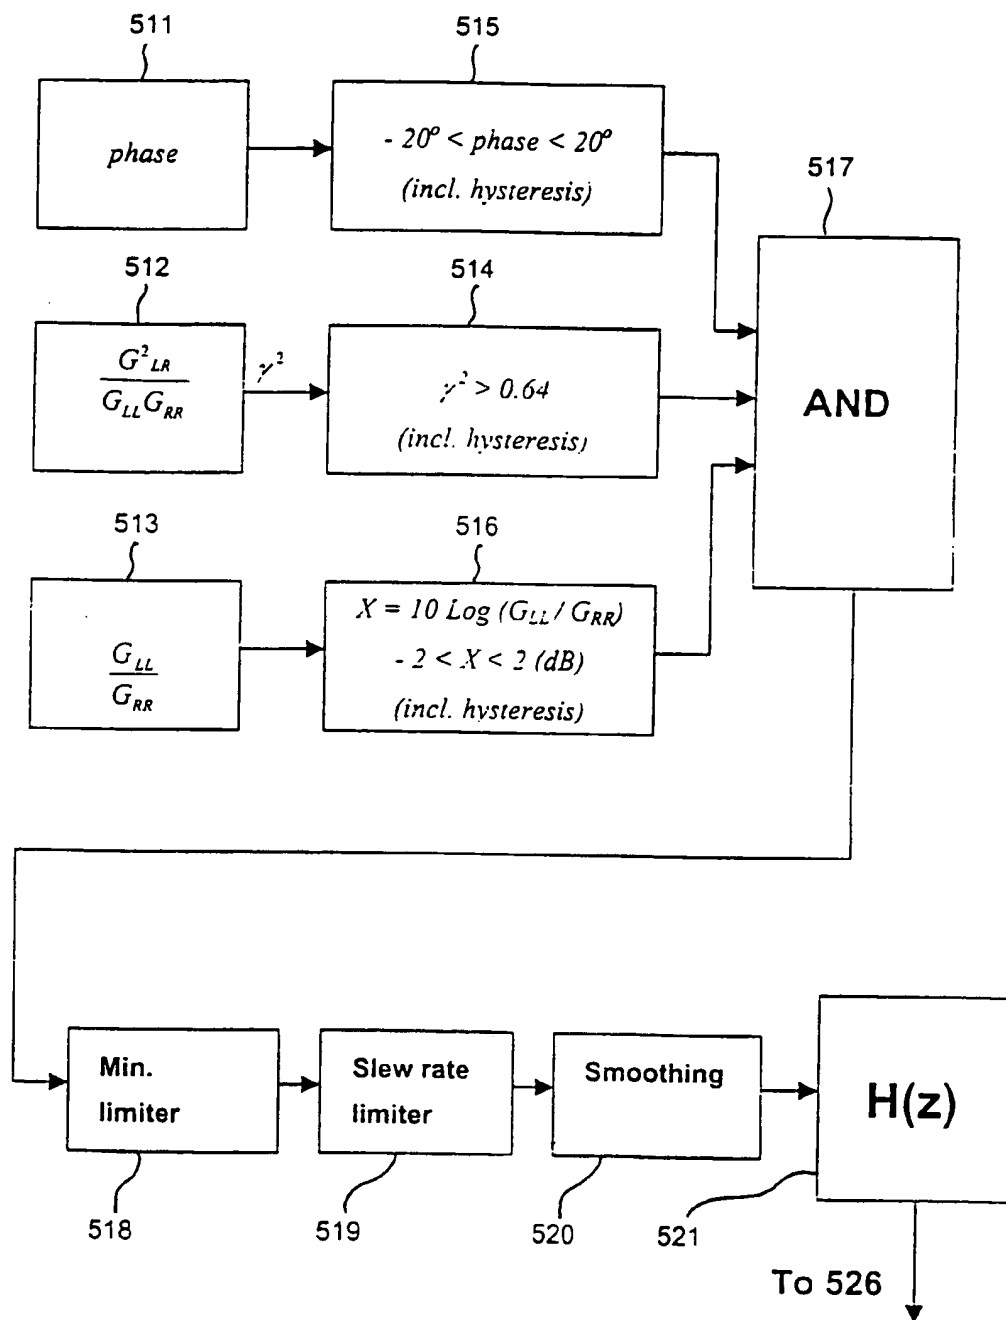 511
515
phase
- 20° < phase < 20°
(incl. hysteresis)
517
512
514
G²LR
GLLGRR
γ²
γ² > 0.64
(incl. hysteresis)
AND
513
516
GLL
GRR
X = 10 Log (GLL / GRR)
- 2 < X < 2 (dB)
(incl. hysteresis)
Min.
limiter
Slew rate
limiter
Smoothing
H(z)
518
519
520
521
To 526